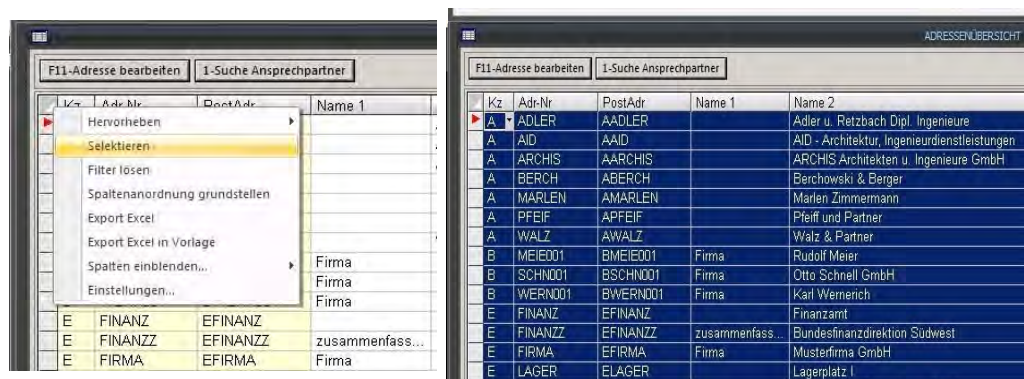 F11-Adresse bearbeiten 1-Suche Ansprechpartner
Kz Adr-Nr PostAdr Name 1
Hervorheben
Selektieren
Filter lösen
Spaltenanordnung grundstellen
Export Excel
Export Excel in Vorlage
Spalten einblenden...
Einstellungen...
Firma
Firma
Firma
E FINANZ EFINANZ
E FINANZZ EFINANZZ zusammenfass...
E FIRMA EFIRMA Firma
ADRESSENÜBERSICHT
F11-Adresse bearbeiten 1-Suche Ansprechpartner
Kz Adr-Nr PostAdr Name 1 Name 2
A ADLER AADLER Adler u. Retzbach Dipl. Ingenieure
A AID AAID AID - Architektur, Ingenieurdienstleistungen
A ARCHIS AARCHIS ARCHIS Architekten u. Ingenieure GmbH
A BERCH ABERCH Berchowski & Berger
A MARLEN AMARLEN Marlen Zimmermann
A PFEIF APFEIF Pfeiff und Partner
A WALZ AWALZ Walz & Partner
B MEIE001 BMEIE001 Firma Rudolf Meier
B SCHN001 BSCHN001 Firma Otto Schnell GmbH
B WERN001 BWERN001 Firma Karl Wernerich
E FINANZ EFINANZ Finanzamt
E FINANZZ EFINANZZ zusammenfass... Bundesfinanzdirektion Südwest
E FIRMA EFIRMA Firma Musterfirma GmbH
E LAGER ELAGER Lagerplatz I